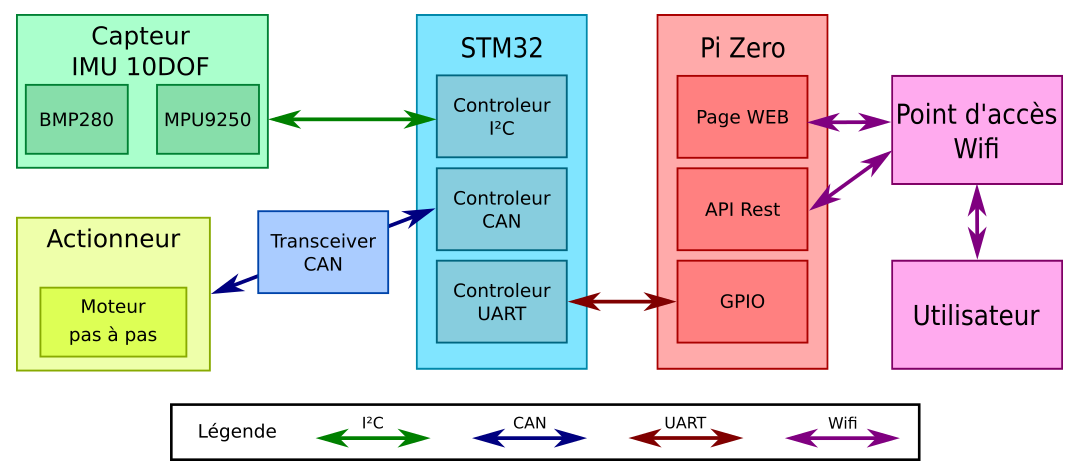 Capteur
IMU 10DOF
BMP280
MPU9250
Actionneur
Moteur
pas à pas
Transceiver
CAN
STM32
Controleur
I²C
Controleur
CAN
Controleur
UART
Pi Zero
Page WEB
API Rest
GPIO
Point d'accès
Wifi
Utilisateur
Légende
I²C
CAN
UART
Wifi